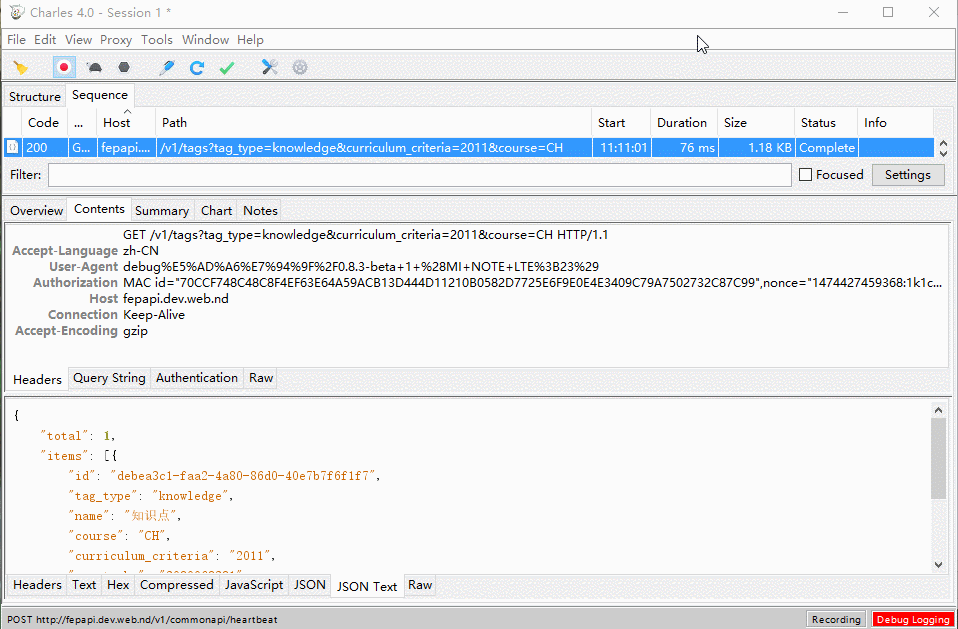 Charles 4.0 - Session 1 *
File Edit View Proxy Tools Window Help
Structure Sequence
Code ... Host Path Start Duration Size Status Info
{} 200 G... fepapi.... /v1/tags?tag_type=knowledge&curriculum_criteria=2011&course=CH 11:11:01 76 ms 1.18 KB Complete
Filter: Focused Settings
Overview Contents Summary Chart Notes
GET /v1/tags?tag_type=knowledge&curriculum_criteria=2011&course=CH HTTP/1.1
Accept-Language zh-CN
User-Agent debug%E5%AD%A6%E7%94%9F%2F0.8.3-beta+1+%28MI+NOTE+LTE%3B23%29
Authorization MAC id="70CCF748C48C8F4EF63E64A59ACB13D444D11210B0582D7725E6F9E0E4E3409C79A7502732C87C99",nonce="1474427459368:1k1c...
Host fepapi.dev.web.nd
Connection Keep-Alive
Accept-Encoding gzip
Headers Query String Authentication Raw
{
"total": 1,
"items": [{
"id": "debea3c1-faa2-4a80-86d0-40e7b7f6f1f7",
"tag_type": "knowledge",
"name": "知识点",
"course": "CH",
"curriculum_criteria": "2011",
Headers Text Hex Compressed JavaScript JSON JSON Text Raw
POST http://fepapi.dev.web.nd/v1/commonapi/heartbeat Recording Debug Logging